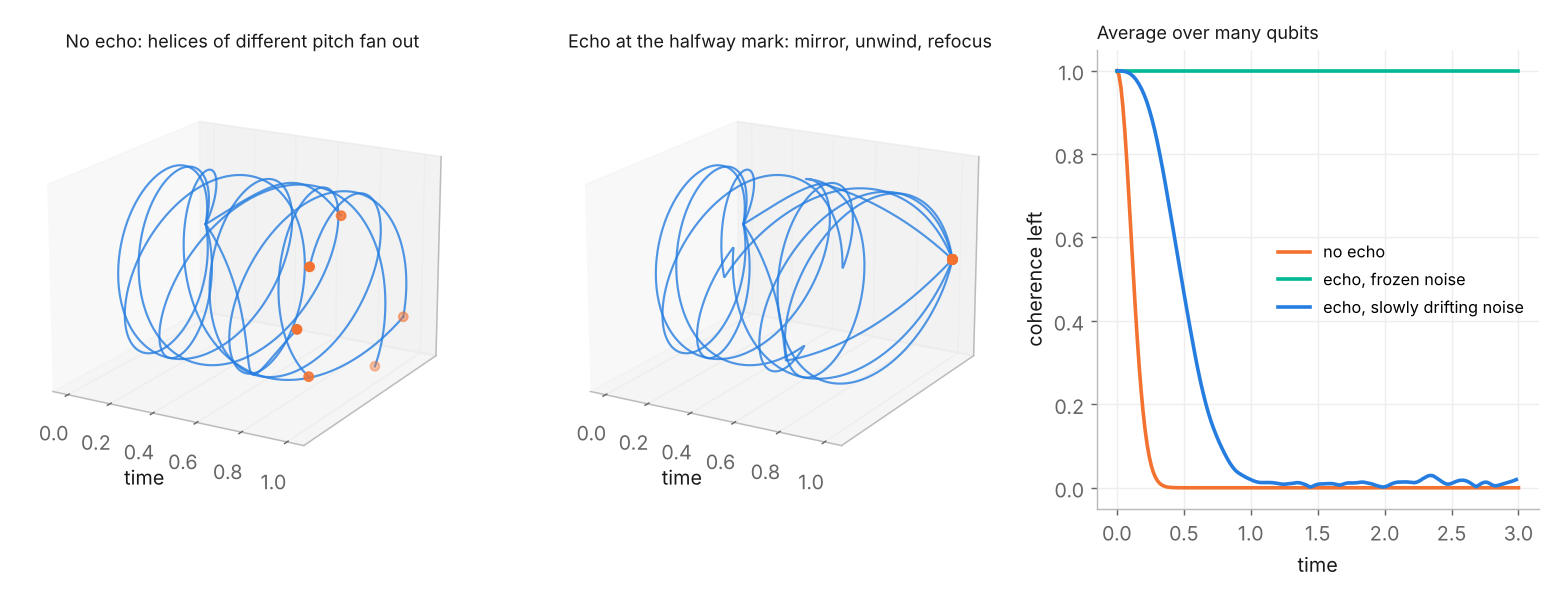 No echo: helices of different pitch fan out
0.0
0.2
0.4
0.6
0.8
1.0
time
Echo at the halfway mark: mirror, unwind, refocus
0.0
0.2
0.4
0.6
0.8
1.0
time
Average over many qubits
coherence left
1.0
0.8
0.6
0.4
0.2
0.0
no echo
echo, frozen noise
echo, slowly drifting noise
0.0 0.5 1.0 1.5 2.0 2.5 3.0
time